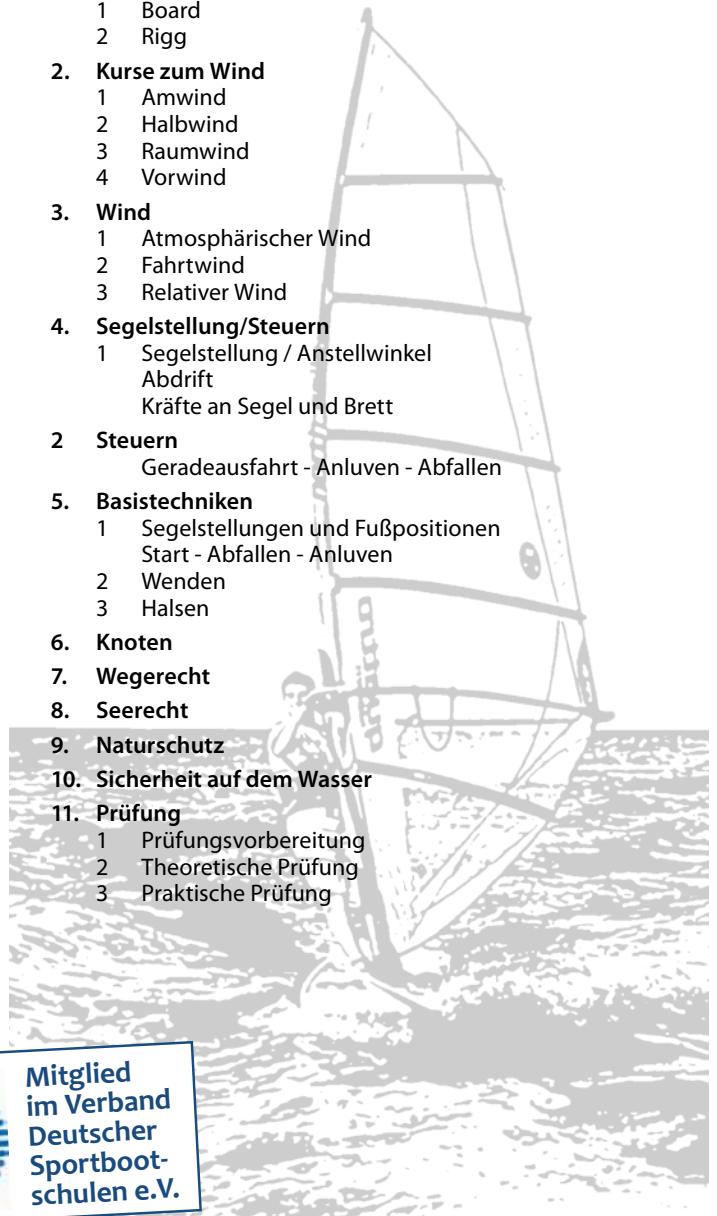 1 Board
2 Rigg
2. Kurse zum Wind
1 Amwind
2 Halbwind
3 Raumwind
4 Vorwind
3. Wind
1 Atmosphärischer Wind
2 Fahrtwind
3 Relativer Wind
4. Segelstellung/Steuern
1 Segelstellung / Anstellwinkel
Abdrift
Kräfte an Segel und Brett
2 Steuern
Geradeausfahrt - Anluven - Abfallen
5. Basistechniken
1 Segelstellungen und Fußpositionen
Start - Abfallen - Anluven
2 Wenden
3 Halsen
6. Knoten
7. Wegerecht
8. Seerecht
9. Naturschutz
10. Sicherheit auf dem Wasser
11. Prüfung
1 Prüfungsvorbereitung
2 Theoretische Prüfung
3 Praktische Prüfung
Mitglied
im Verband
Deutscher
Sportboot-
schulen e.V.